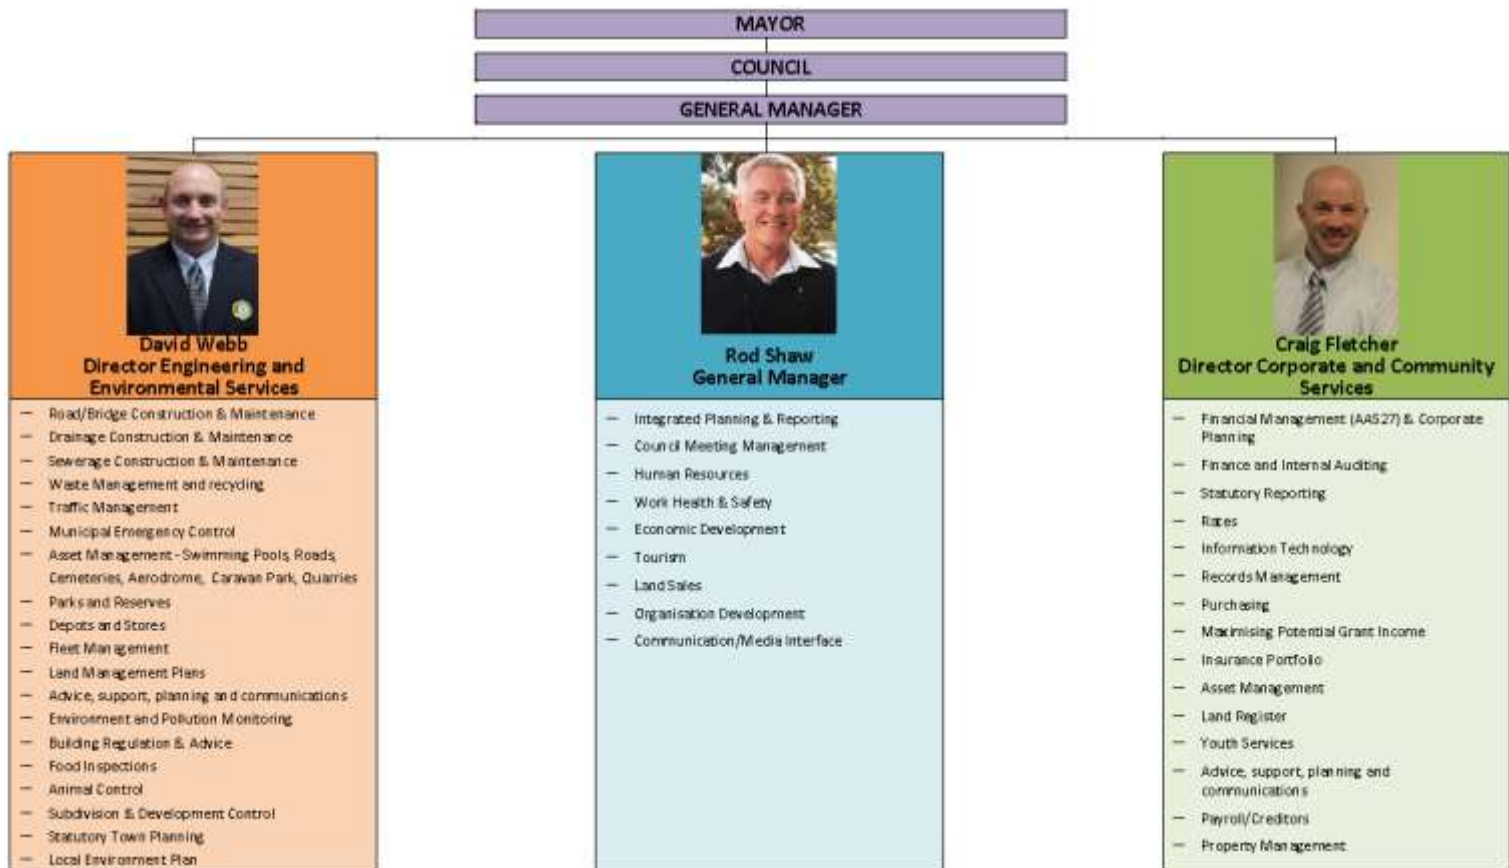 MAYOR
COUNCIL
GENERAL MANAGER
David Webb
Director Engineering and
Environmental Services
— Road/Bridge Construction & Maintenance
— Drainage Construction & Maintenance
— Sewerage Construction & Maintenance
— Waste Management and recycling
— Traffic Management
— Municipal Emergency Control
— Asset Management - Swimming Pools, Roads,
Cemeteries, Aerodrome, Caravan Park, Quarries
— Parks and Reserves
— Depots and Stores
— Fleet Management
— Land Management Plans
— Advice, support, planning and communications
— Environment and Pollution Monitoring
— Building Regulation & Advice
— Food Inspections
— Animal Control
— Subdivision & Development Control
— Statutory Town Planning
— Local Environment Plan
Rod Shaw
General Manager
— Integrated Planning & Reporting
— Council Meeting Management
— Human Resources
— Work Health & Safety
— Economic Development
— Tourism
— Land Sales
— Organisation Development
— Communication/Media Interface
Craig Fletcher
Director Corporate and Community
Services
— Financial Management (AAS27) & Corporate
Planning
— Finance and Internal Auditing
— Statutory Reporting
— Rates
— Information Technology
— Records Management
— Purchasing
— Maximising Potential Grant Income
— Insurance Portfolio
— Asset Management
— Land Register
— Youth Services
— Advice, support, planning and
communications
— Payroll/Creditors
— Property Management